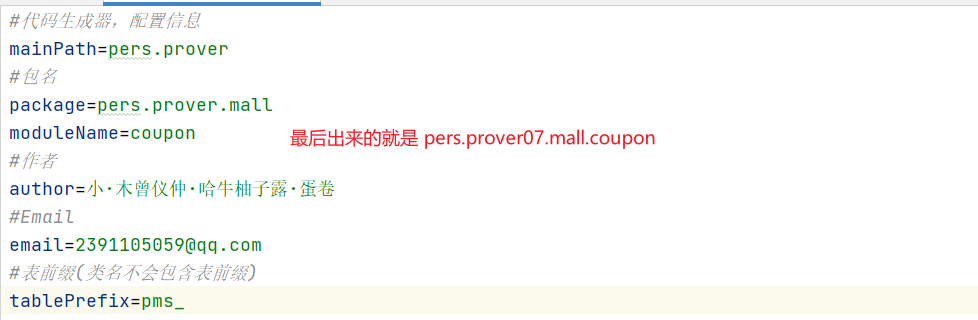 #代码生成器，配置信息
mainPath=pers.prover
#包名
package=pers.prover.mall
moduleName=coupon
最后出来的就是 pers.prover07.mall.coupon
#作者
author=小·木曾仪仲·哈牛柚子露·蛋卷
#Email
email=2391105059@qq.com
#表前缀(类名不会包含表前缀)
tablePrefix=pms_